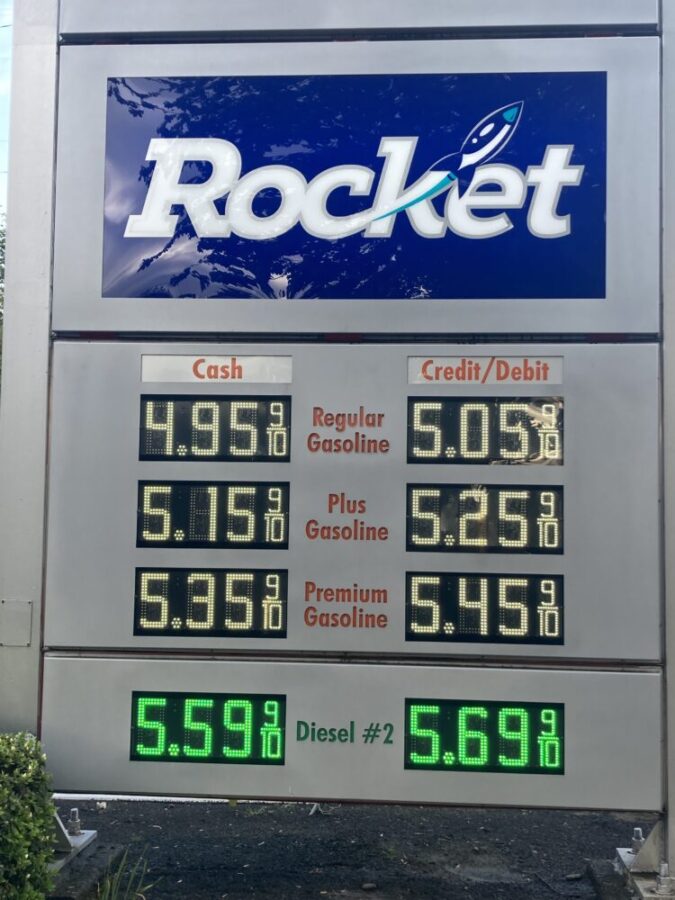 Rocket
Cash Credit/Debit
4.95 9/10 Regular Gasoline 5.05 9/10
5.15 9/10 Plus Gasoline 5.25 9/10
5.35 9/10 Premium Gasoline 5.45 9/10
5.59 9/10 Diesel #2 5.69 9/10